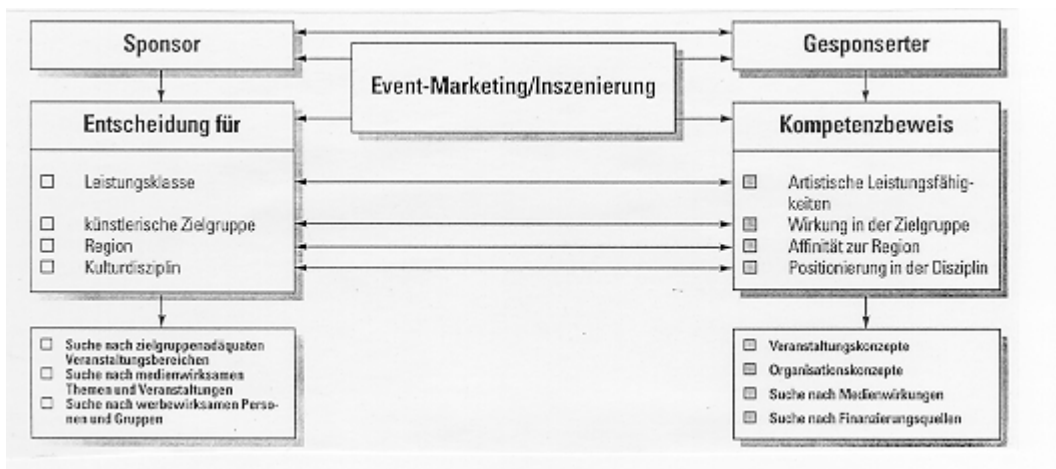 Sponsor
Gesponserter
Event-Marketing/Inszenierung
Entscheidung für
Leistungsklasse
künstlerische Zielgruppe
Region
Kulturdisziplin
Kompetenzbeweis
Artistische Leistungsfähig-
keiten
Wirkung in der Zielgruppe
Affinität zur Region
Positionierung in der Disziplin
Suche nach zielgruppenadäquaten
Veranstaltungsbereichen
Suche nach medienwirksamen
Themen und Veranstaltungen
Suche nach werbewirksamen Perso-
nen und Gruppen
Veranstaltungskonzepte
Organisationskonzepte
Suche nach Medienwirkungen
Suche nach Finanzierungsquellen